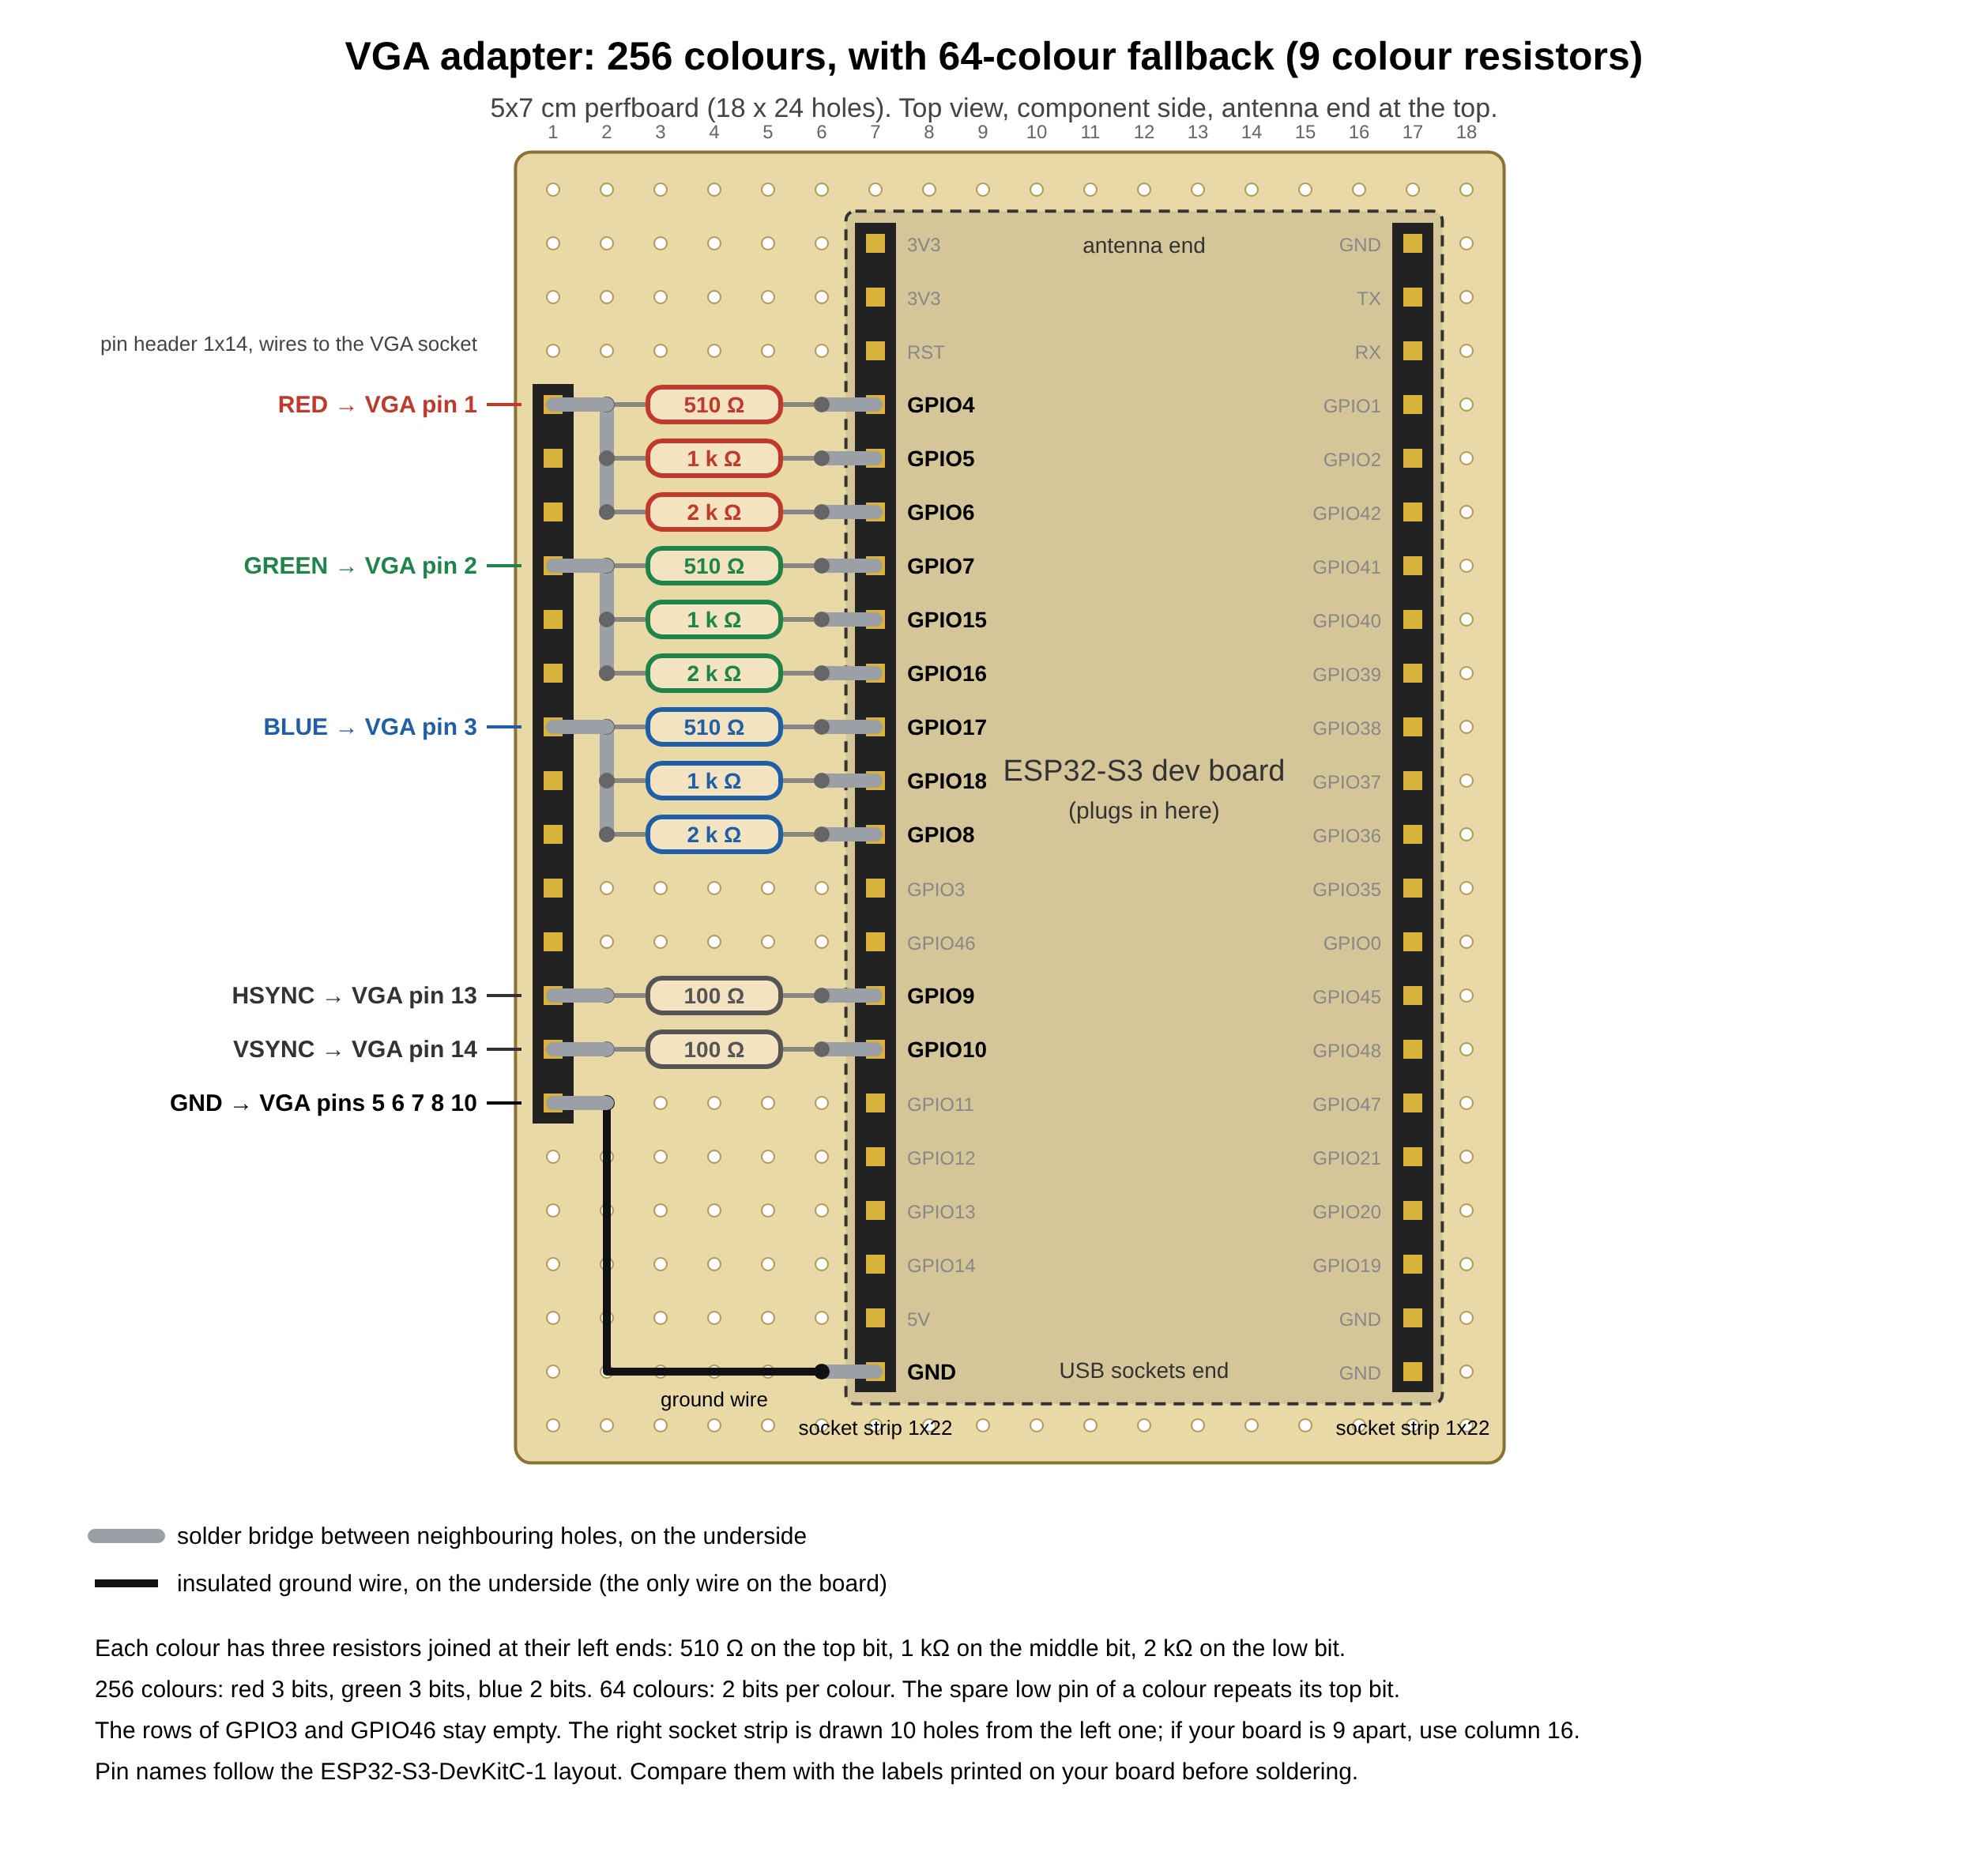 VGA adapter: 256 colours, with 64-colour fallback (9 colour resistors)
5x7 cm perfboard (18 x 24 holes). Top view, component side, antenna end at the top.
1 2 3 4 5 6 7 8 9 10 11 12 13 14 15 16 17 18
3V3 antenna end GND
3V3 TX
pin header 1x14, wires to the VGA socket
RST RX
RED → VGA pin 1 510 Ω GPIO4 GPIO1
1 k Ω GPIO5 GPIO2
2 k Ω GPIO6 GPIO42
GREEN → VGA pin 2 510 Ω GPIO7 GPIO41
1 k Ω GPIO15 GPIO40
2 k Ω GPIO16 GPIO39
BLUE → VGA pin 3 510 Ω GPIO17 GPIO38
1 k Ω GPIO18 ESP32-S3 dev board GPIO37
(plugs in here)
2 k Ω GPIO8 GPIO36
GPIO3 GPIO35
GPIO46 GPIO0
HSYNC → VGA pin 13 100 Ω GPIO9 GPIO45
VSYNC → VGA pin 14 100 Ω GPIO10 GPIO48
GND → VGA pins 5 6 7 8 10 GPIO11 GPIO47
GPIO12 GPIO21
GPIO13 GPIO20
GPIO14 GPIO19
5V GND
GND USB sockets end GND
ground wire
socket strip 1x22 socket strip 1x22
solder bridge between neighbouring holes, on the underside
insulated ground wire, on the underside (the only wire on the board)
Each colour has three resistors joined at their left ends: 510 Ω on the top bit, 1 kΩ on the middle bit, 2 kΩ on the low bit.
256 colours: red 3 bits, green 3 bits, blue 2 bits. 64 colours: 2 bits per colour. The spare low pin of a colour repeats its top bit.
The rows of GPIO3 and GPIO46 stay empty. The right socket strip is drawn 10 holes from the left one; if your board is 9 apart, use column 16.
Pin names follow the ESP32-S3-DevKitC-1 layout. Compare them with the labels printed on your board before soldering.